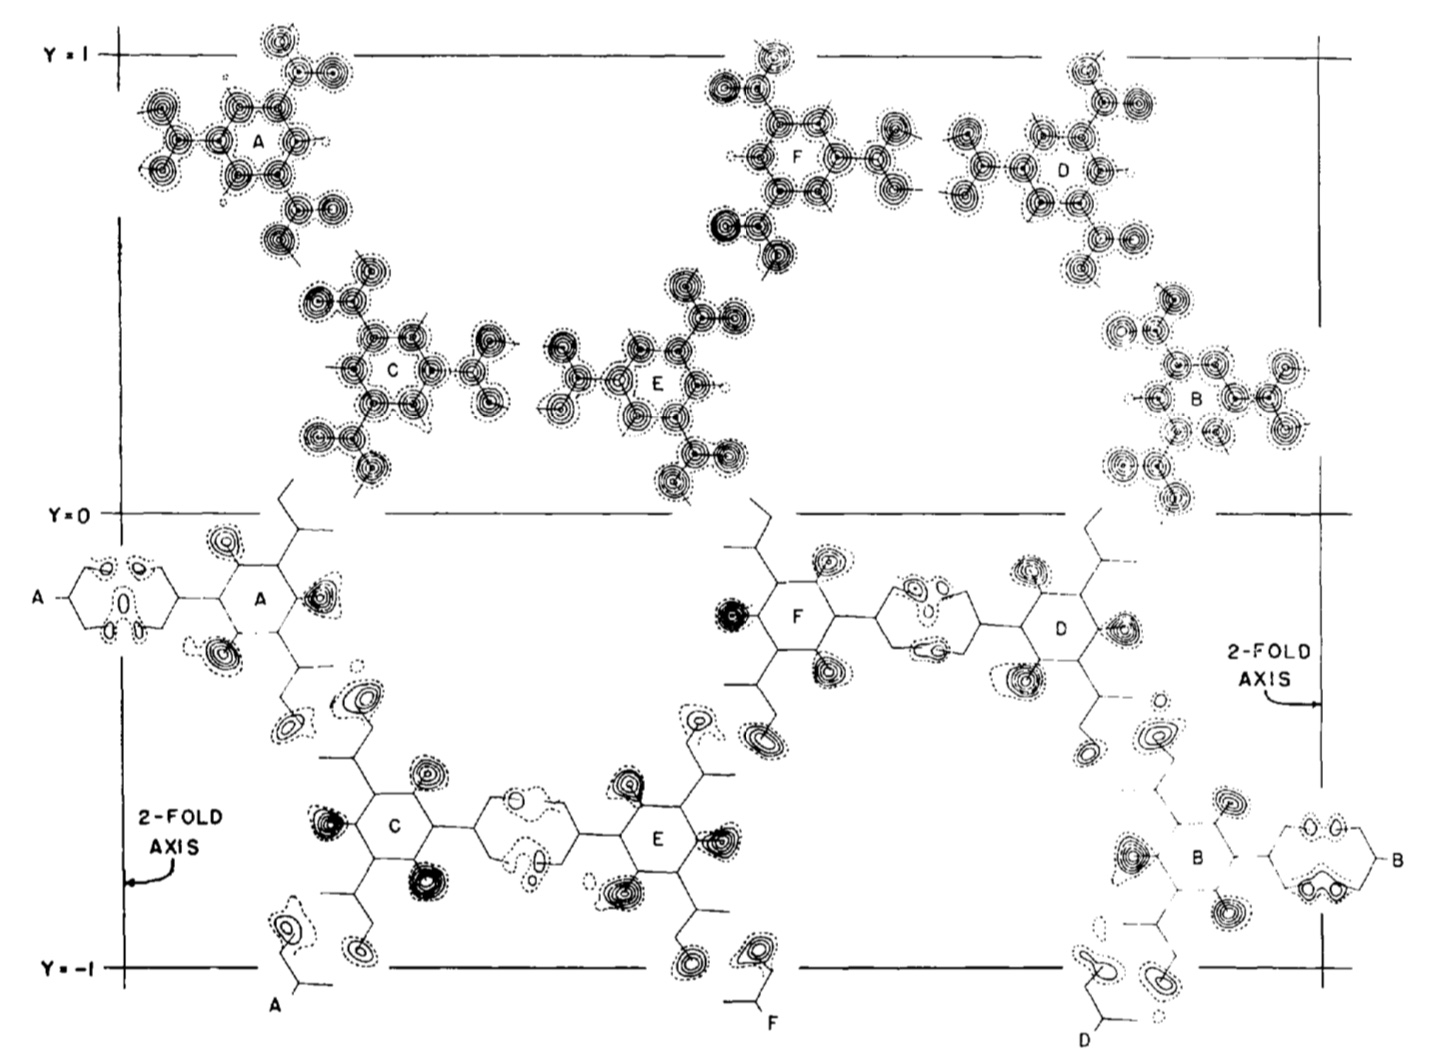 Y = 1
A
F
D
C
E
B
Y = 0
A
A
F
D
2-FOLD
AXIS
2-FOLD
AXIS
C
E
B
B
Y = -1
A
F
D